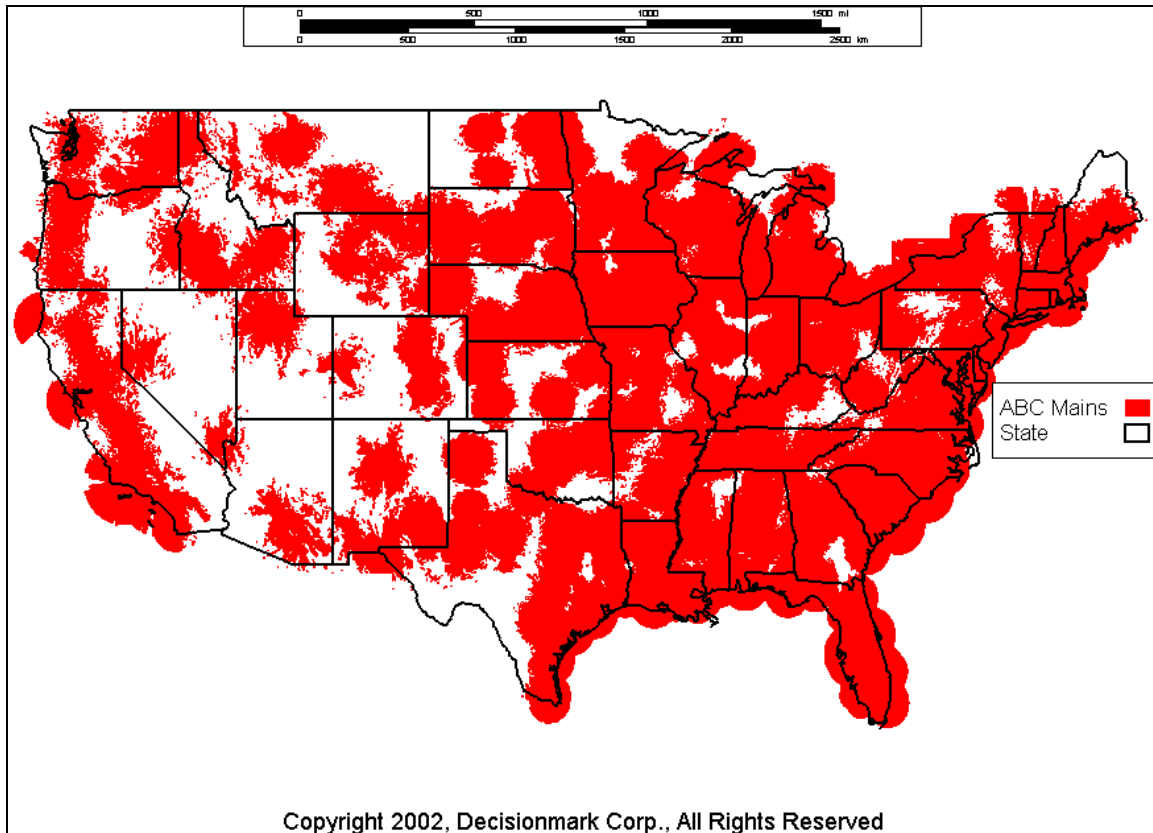 0 500 1000 1500 ml
0 500 1000 1500 2000 2500 km
ABC Mains
State
Copyright 2002, Decisionmark Corp., All Rights Reserved